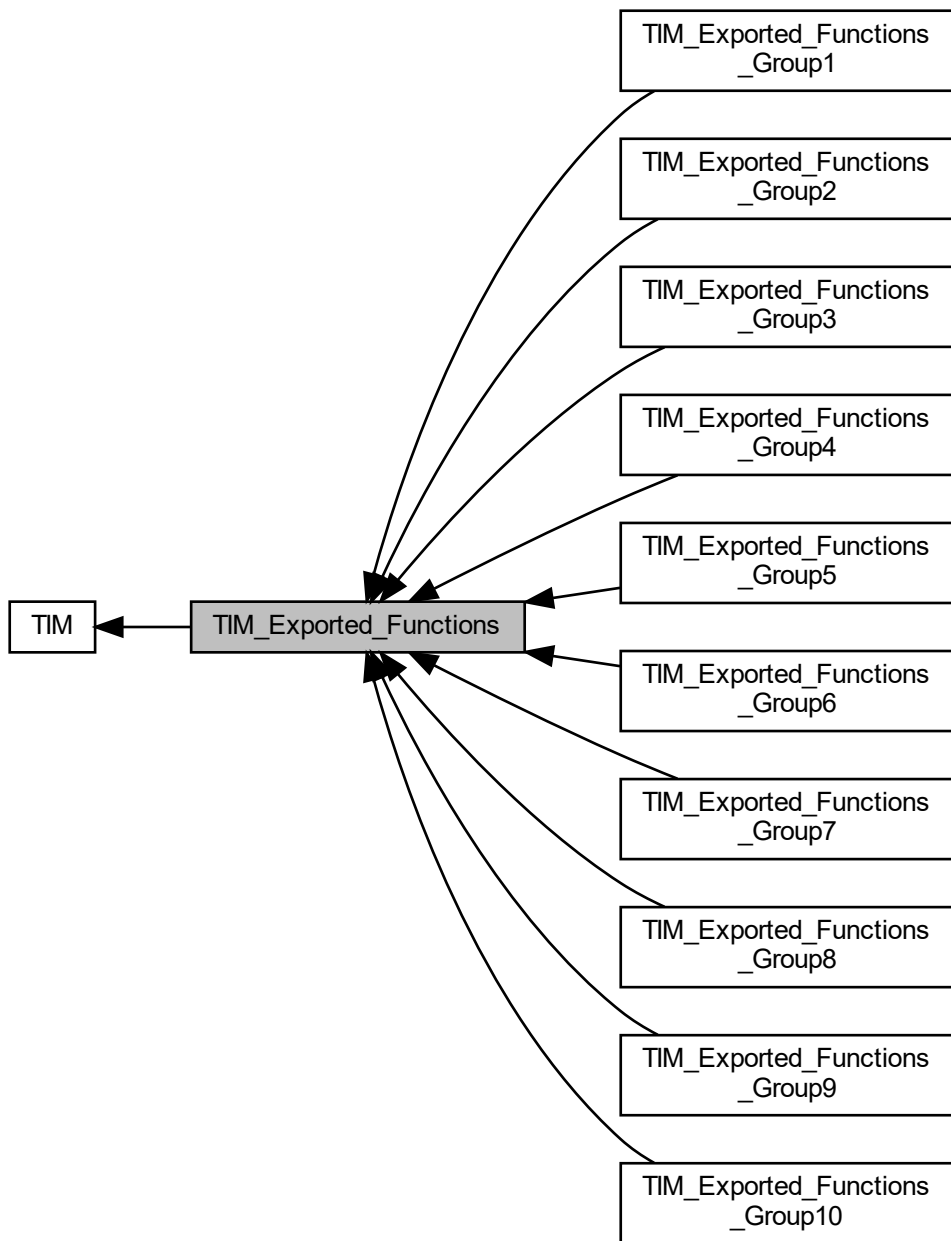 TIM_Exported_Functions
_Group1
TIM_Exported_Functions
_Group2
TIM_Exported_Functions
_Group3
TIM_Exported_Functions
_Group4
TIM_Exported_Functions
_Group5
TIM
TIM_Exported_Functions
TIM_Exported_Functions
_Group6
TIM_Exported_Functions
_Group7
TIM_Exported_Functions
_Group8
TIM_Exported_Functions
_Group9
TIM_Exported_Functions
_Group10